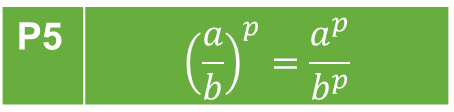 P5
(a/b)^p = a^p/b^p